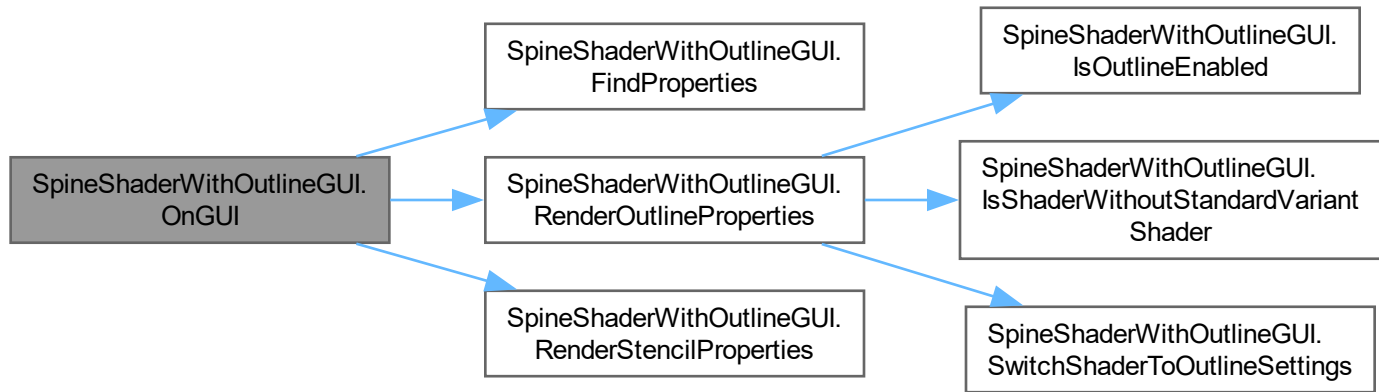 SpineShaderWithOutlineGUI.
OnGUI
SpineShaderWithOutlineGUI.
FindProperties
SpineShaderWithOutlineGUI.
RenderOutlineProperties
SpineShaderWithOutlineGUI.
RenderStencilProperties
SpineShaderWithOutlineGUI.
IsOutlineEnabled
SpineShaderWithOutlineGUI.
IsShaderWithoutStandardVariant
Shader
SpineShaderWithOutlineGUI.
SwitchShaderToOutlineSettings